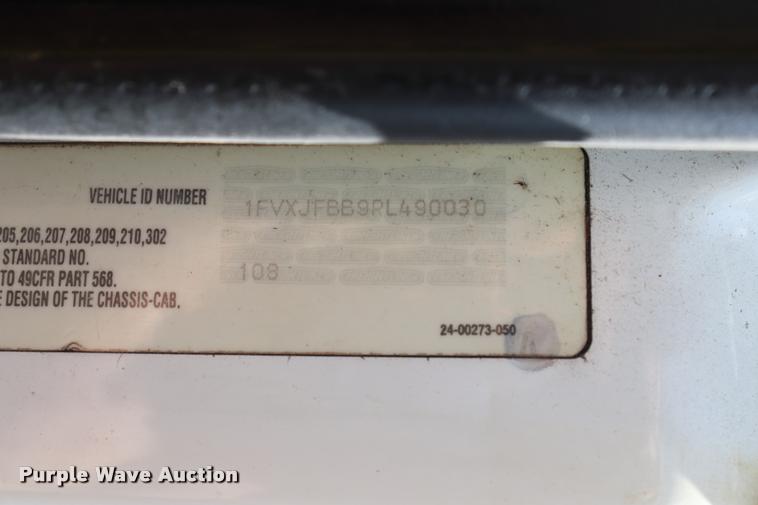 VEHICLE ID NUMBER
1FVXJFBB9RL490030
205,206,207,208,209,210,302
STANDARD NO.
TO 49CFR PART 568.
DESIGN OF THE CHASSIS-CAB.
108
24-00273-050
Purple Wave Auction